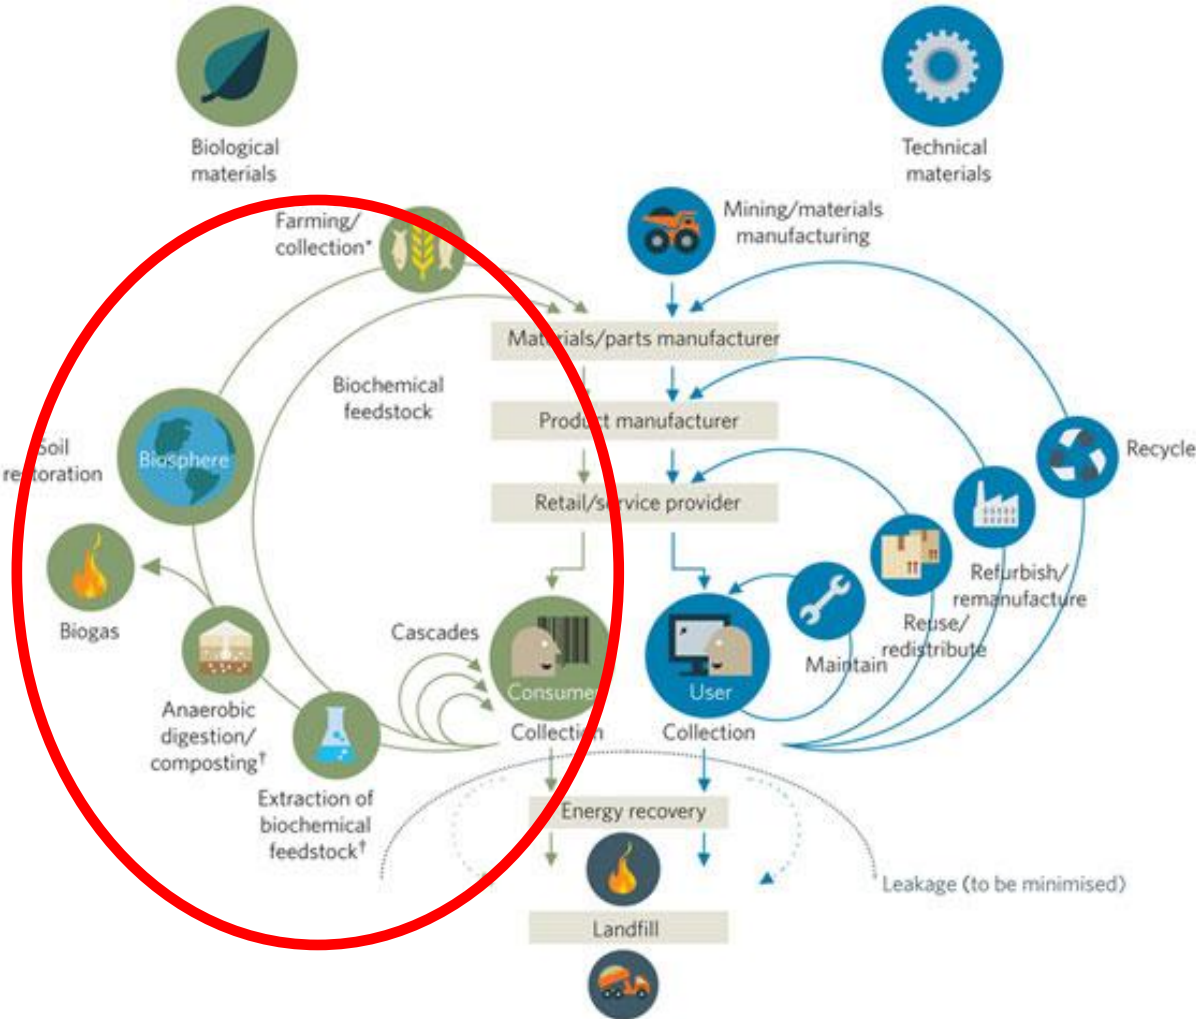 Biological
materials
Technical
materials
Farming/
collection*
Mining/materials
manufacturing
Materials/parts manufacturer
Biochemical
feedstock
Product manufacturer
Soil
restoration
Biosphere
Recycle
Retail/service provider
Refurbish/
remanufacture
Reuse/
redistribute
Biogas
Cascades
Maintain
Consumer
User
Anaerobic
digestion/
composting†
Collection
Collection
Extraction of
biochemical
feedstock†
Energy recovery
Leakage (to be minimised)
Landfill